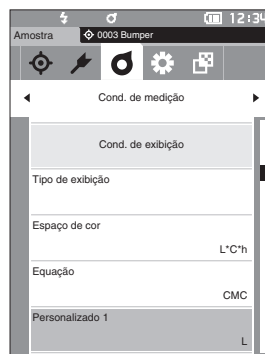 12:34
Amostra
0003 Bumper
Cond. de medição
Cond. de exibição
Tipo de exibição
Espaço de cor
L*C*h
Equação
CMC
Personalizado 1
L